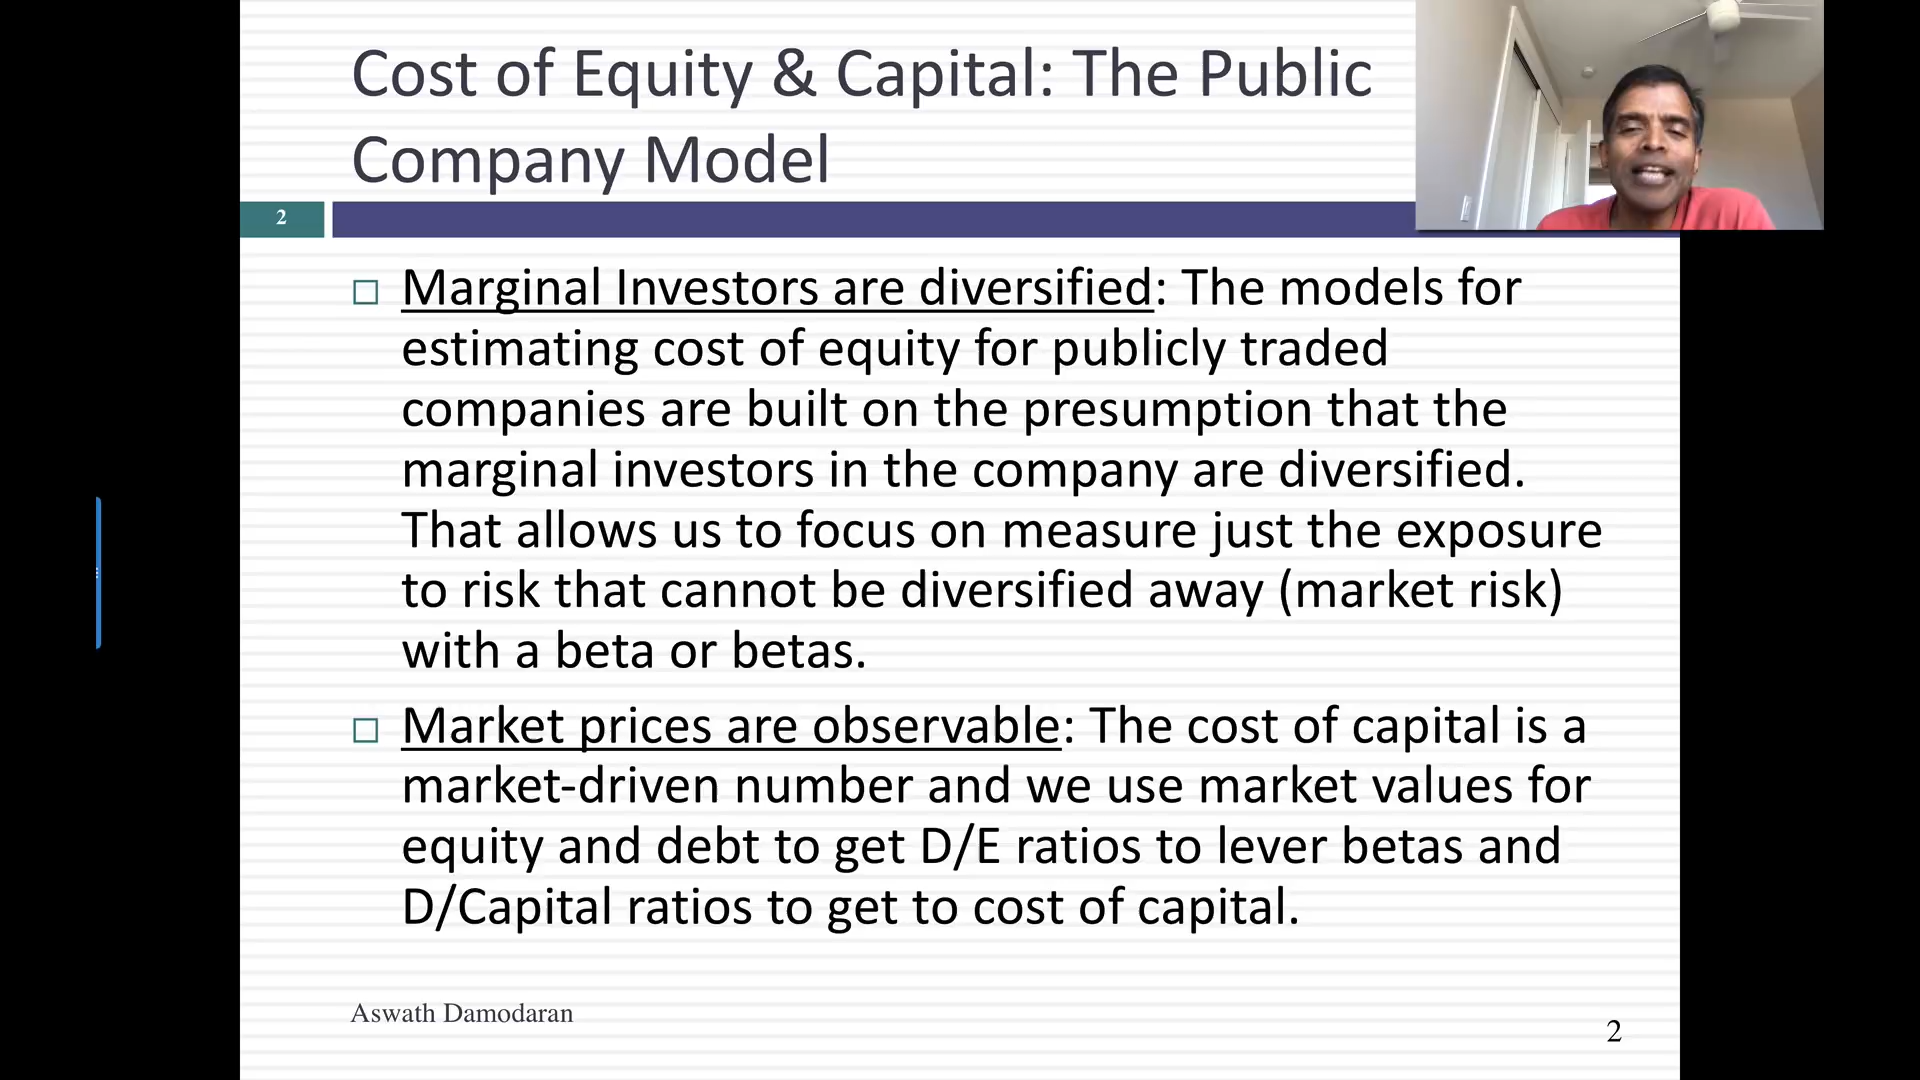 Cost of Equity & Capital: The Public
Company Model
2
Marginal Investors are diversified: The models for
estimating cost of equity for publicly traded
companies are built on the presumption that the
marginal investors in the company are diversified.
That allows us to focus on measure just the exposure
to risk that cannot be diversified away (market risk)
with a beta or betas.
Market prices are observable: The cost of capital is a
market-driven number and we use market values for
equity and debt to get D/E ratios to lever betas and
D/Capital ratios to get to cost of capital.
Aswath Damodaran
2